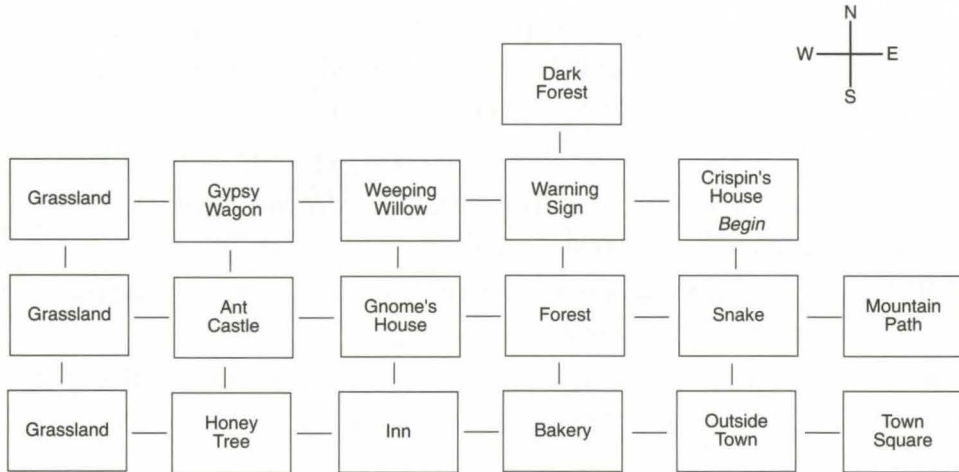 N
W E
S
Dark
Forest
Grassland
Gypsy
Wagon
Weeping
Willow
Warning
Sign
Crispin's
House
Begin
Grassland
Ant
Castle
Gnome's
House
Forest
Snake
Mountain
Path
Grassland
Honey
Tree
Inn
Bakery
Outside
Town
Town
Square